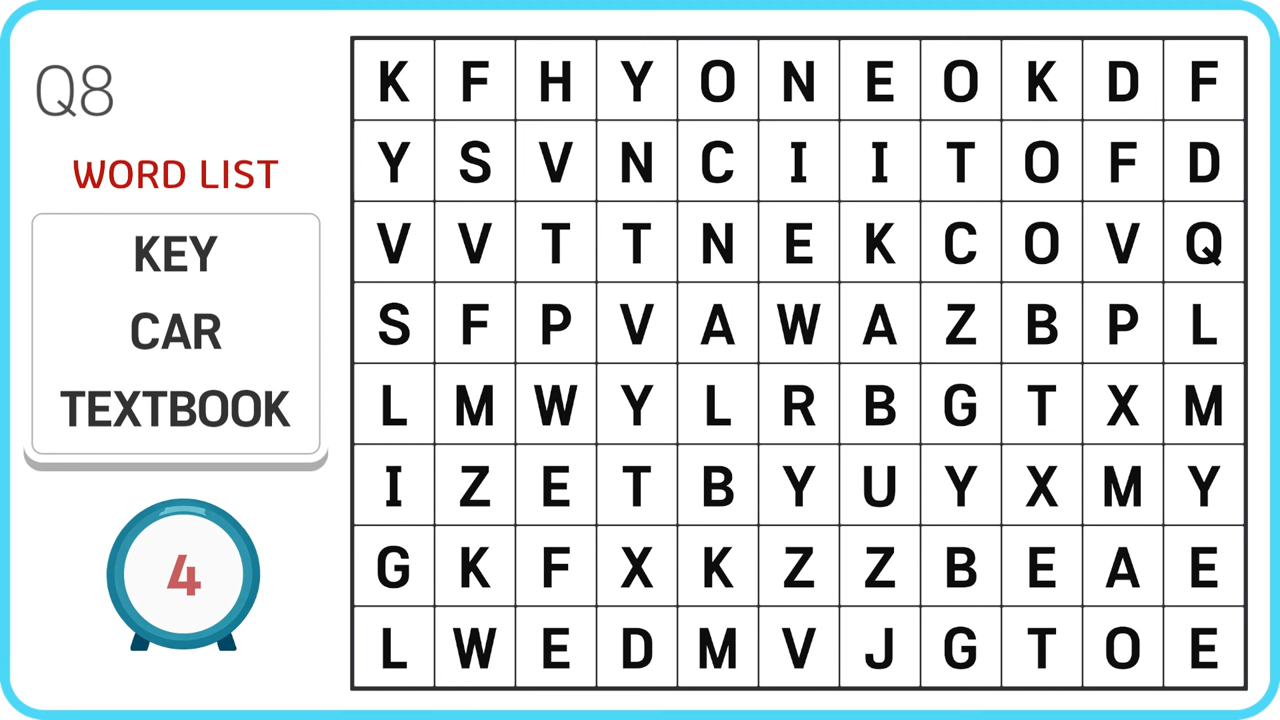 Q8
WORD LIST
KEY
CAR
TEXTBOOK
4
K F H Y O N E O K D F
Y S V N C I I T O F D
V V T T N E K C O V Q
S F P V A W A Z B P L
L M W Y L R B G T X M
I Z E T B Y U Y X M Y
G K F X K Z Z B E A E
L W E D M V J G T O E